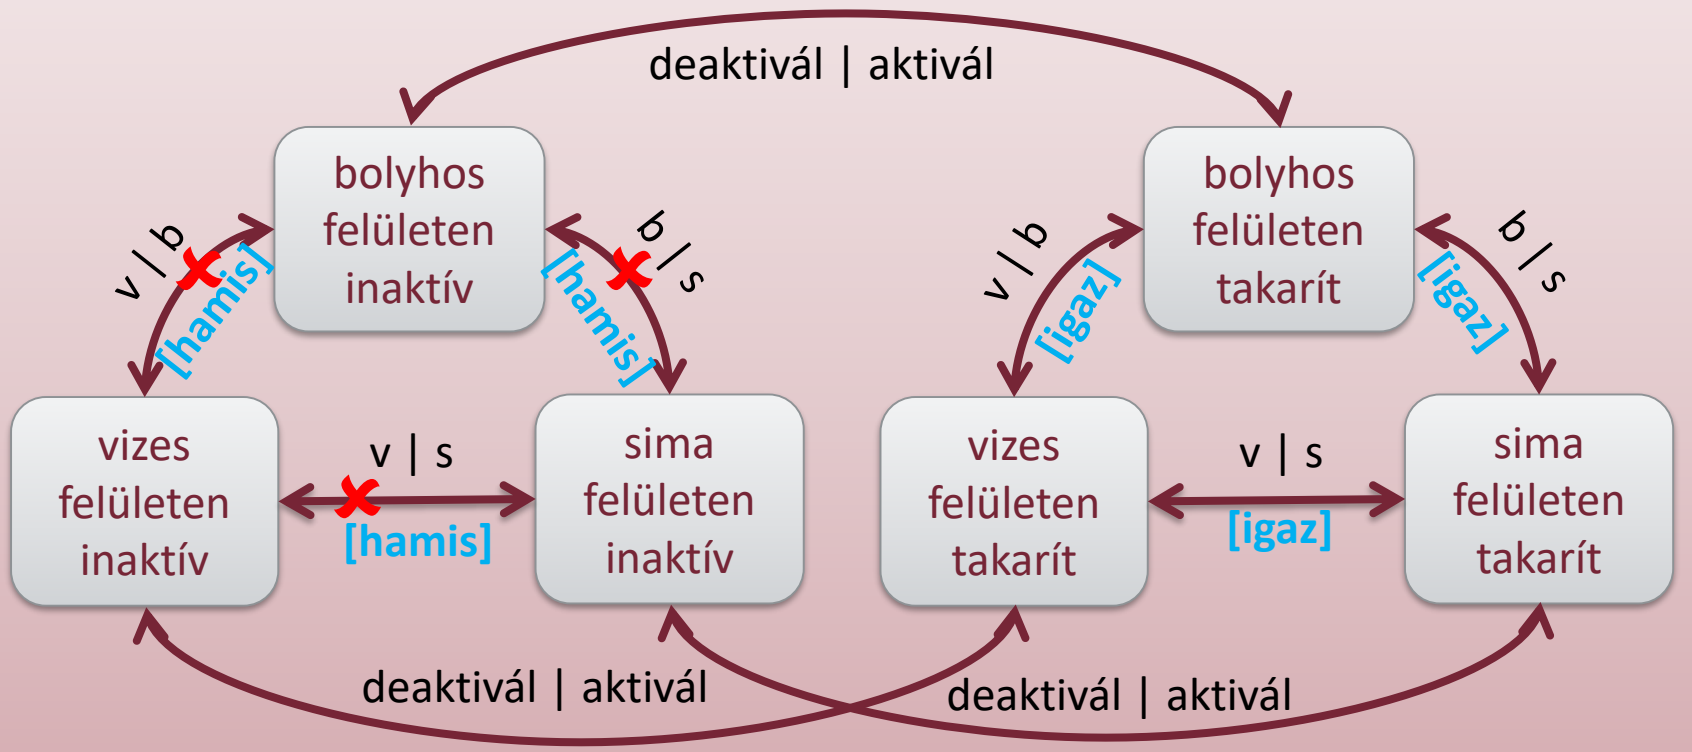 deaktivál | aktivál
bolyhos
felületen
inaktív
bolyhos
felületen
takarít
v | b
[hamis]
b | s
[hamis]
v | b
[igaz]
b | s
[igaz]
vizes
felületen
inaktív
v | s
[hamis]
sima
felületen
inaktív
vizes
felületen
takarít
v | s
[igaz]
sima
felületen
takarít
deaktivál | aktivál
deaktivál | aktivál